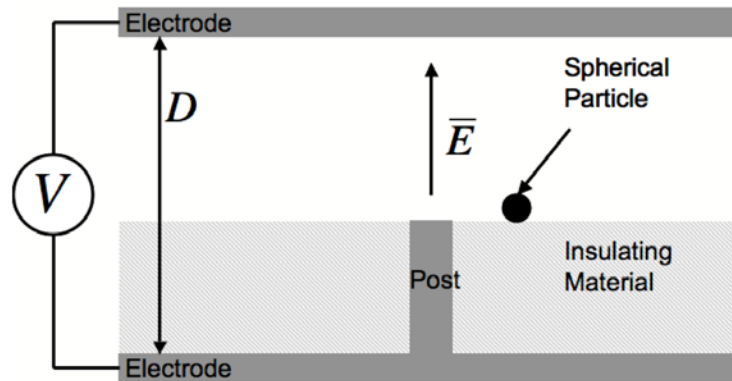 Electrode
D
E
Spherical
Particle
V
Post
Insulating
Material
Electrode